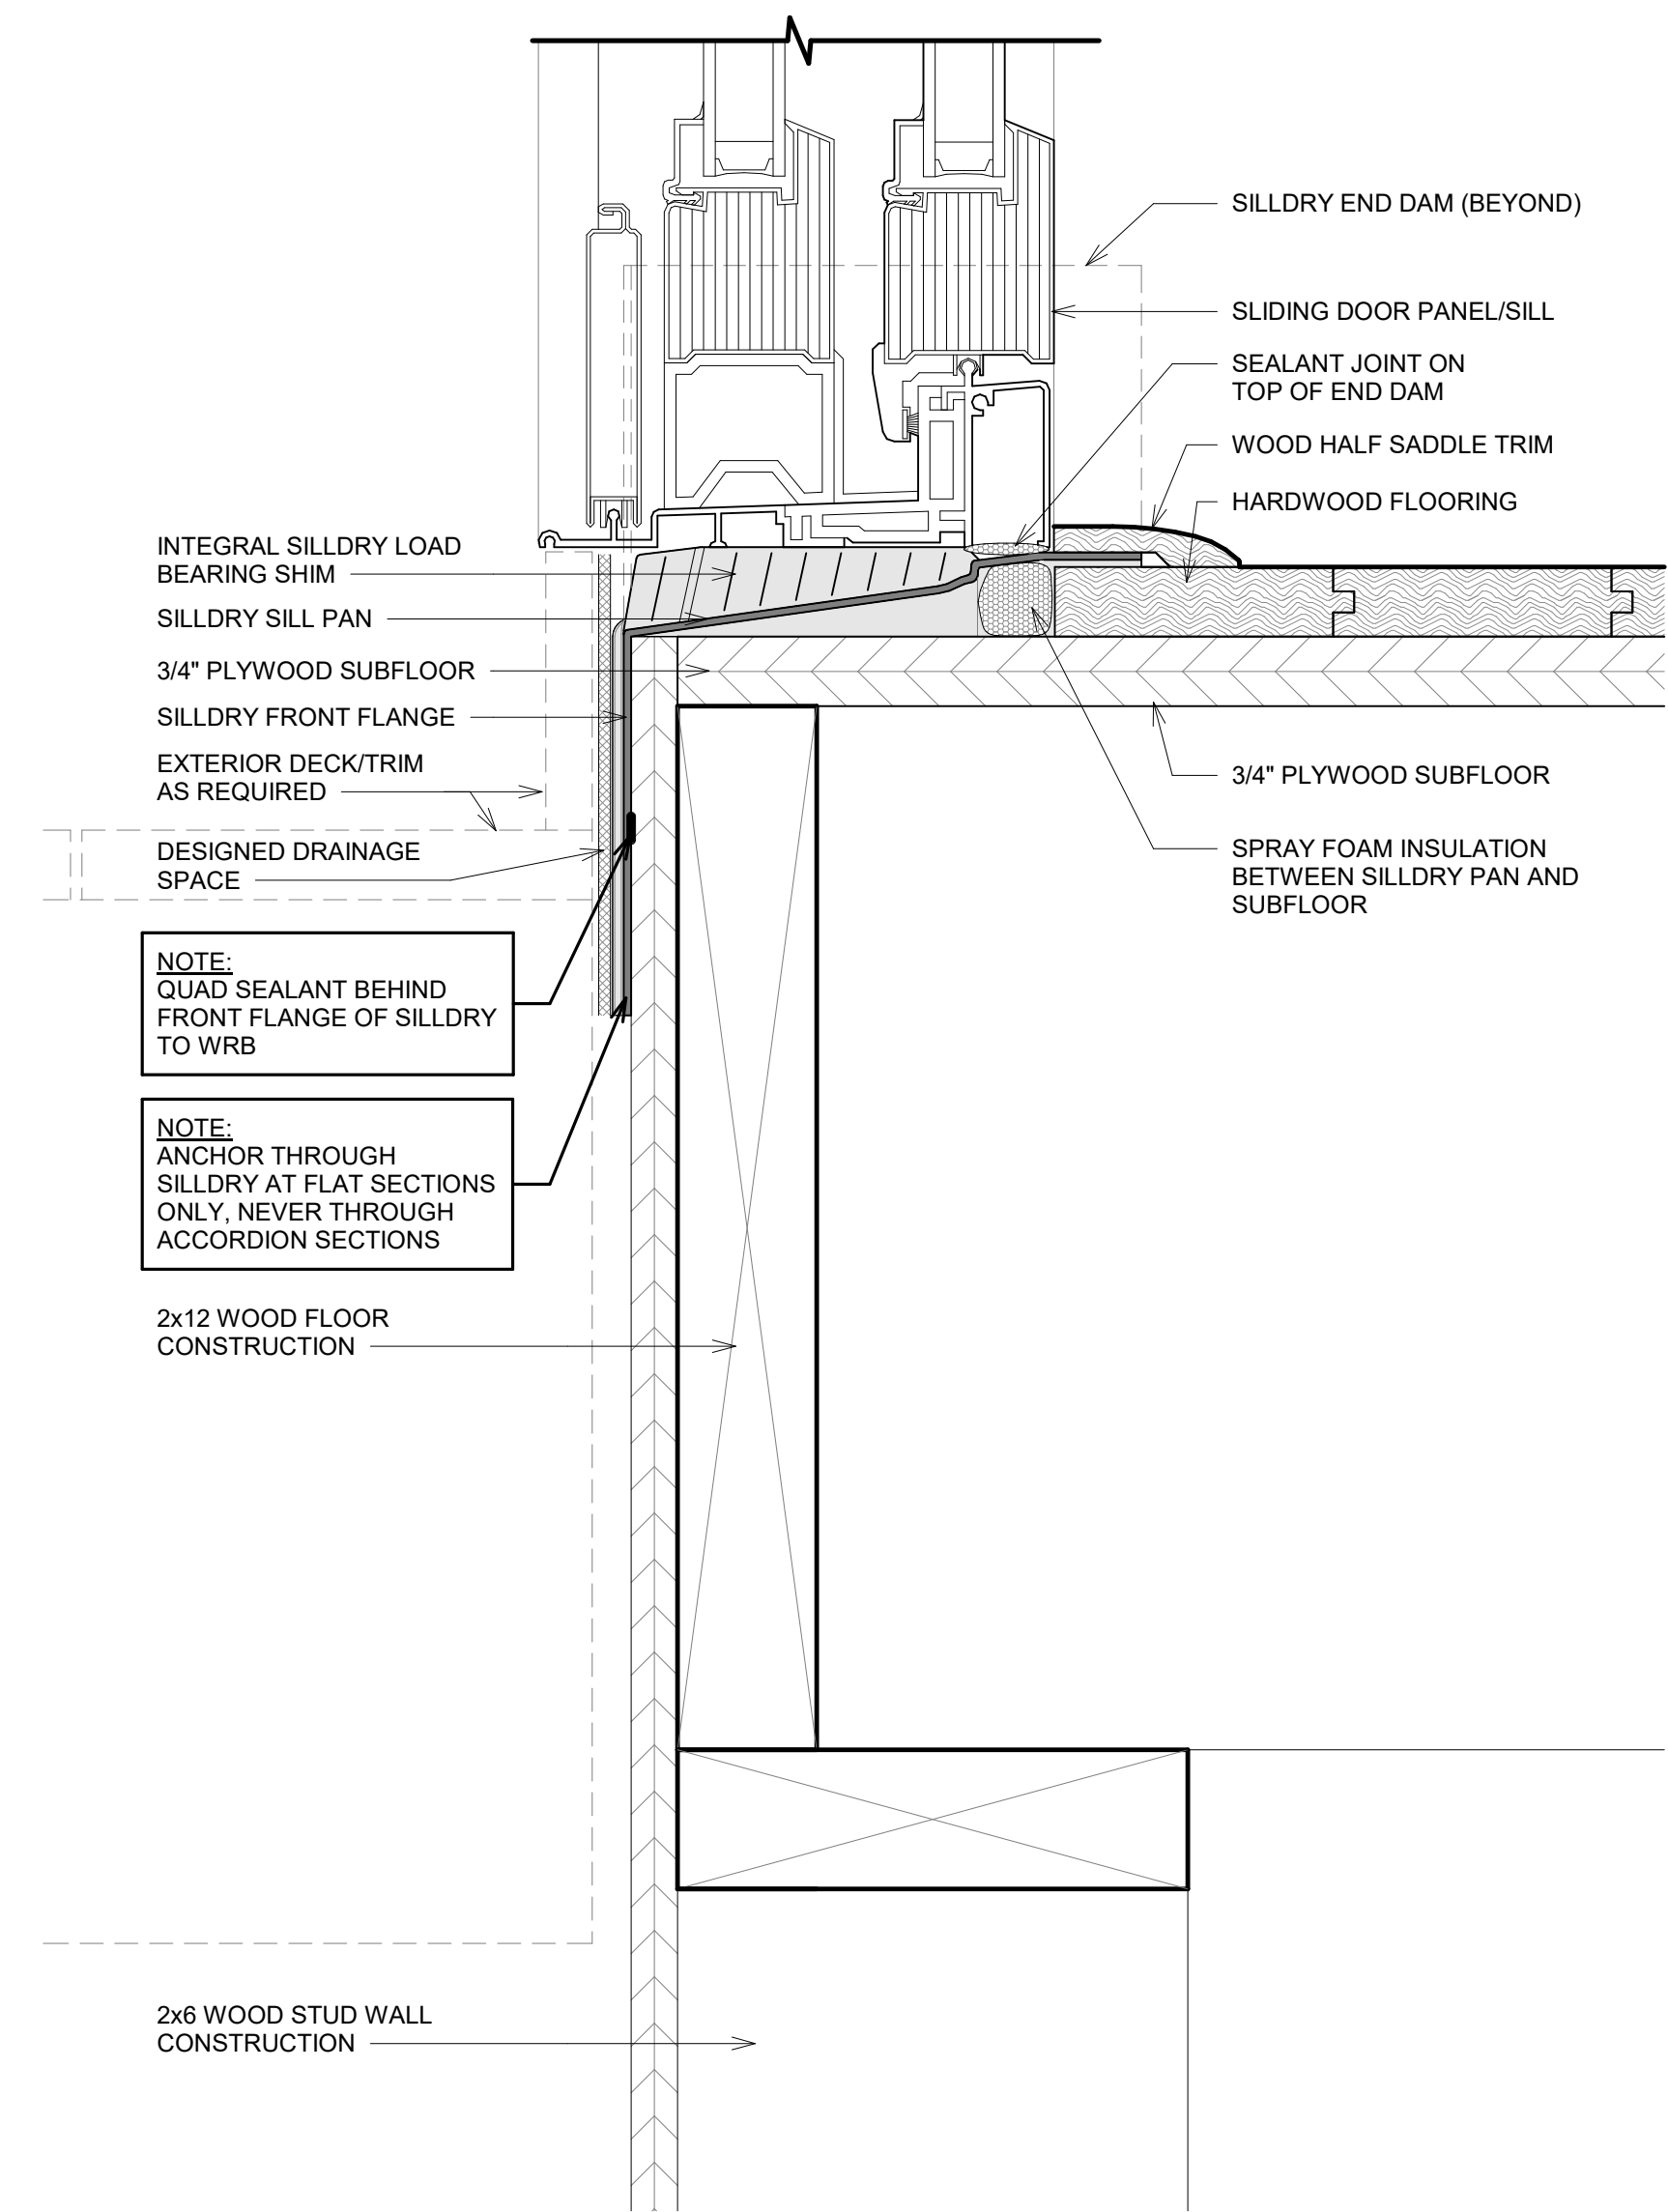 SILLDRY END DAM (BEYOND)
SLIDING DOOR PANEL/SILL
SEALANT JOINT ON
TOP OF END DAM
WOOD HALF SADDLE TRIM
HARDWOOD FLOORING
INTEGRAL SILLDRY LOAD
BEARING SHIM
SILLDRY SILL PAN
3/4" PLYWOOD SUBFLOOR
SILLDRY FRONT FLANGE
EXTERIOR DECK/TRIM
AS REQUIRED
DESIGNED DRAINAGE
SPACE
3/4" PLYWOOD SUBFLOOR
SPRAY FOAM INSULATION
BETWEEN SILLDRY PAN AND
SUBFLOOR
NOTE:
QUAD SEALANT BEHIND
FRONT FLANGE OF SILLDRY
TO WRB
NOTE:
ANCHOR THROUGH
SILLDRY AT FLAT SECTIONS
ONLY, NEVER THROUGH
ACCORDION SECTIONS
2x12 WOOD FLOOR
CONSTRUCTION
2x6 WOOD STUD WALL
CONSTRUCTION